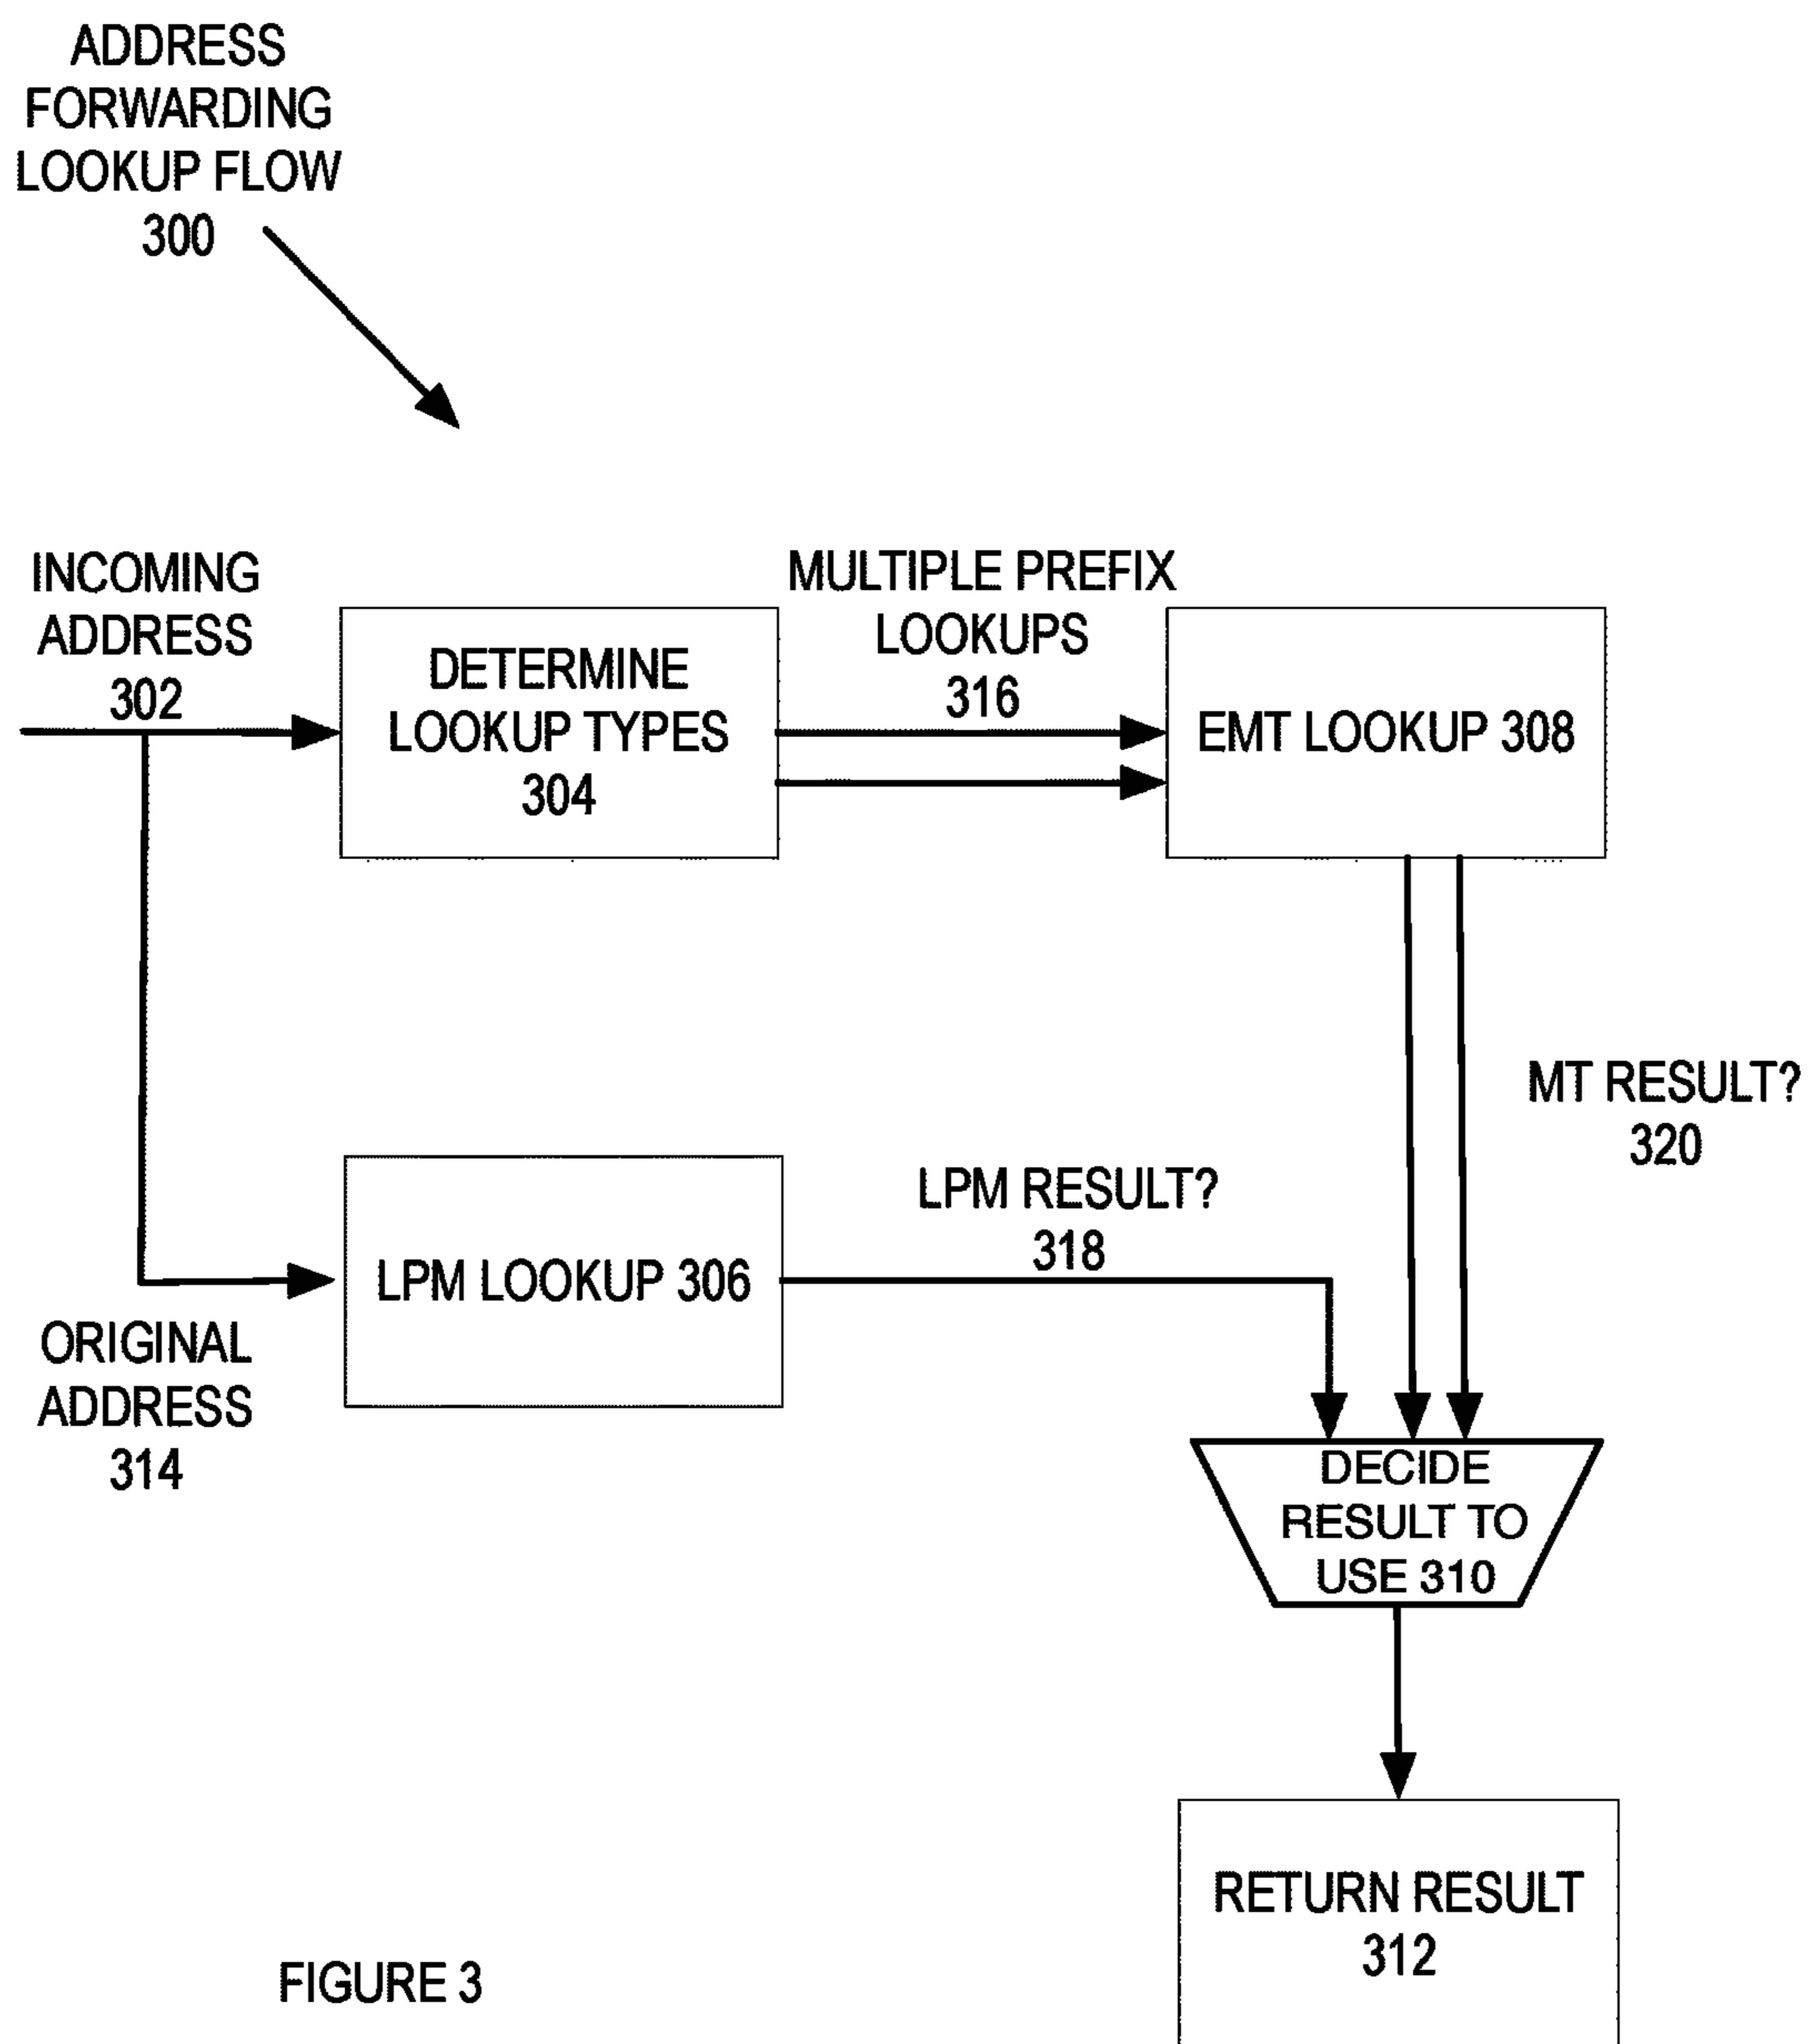 ADDRESS
FORWARDING
LOOKUP FLOW
300
INCOMING
ADDRESS
302
DETERMINE
LOOKUP TYPES
304
MULTIPLE PREFIX
LOOKUPS
316
EMT LOOKUP 308
MT RESULT?
320
LPM LOOKUP 306
LPM RESULT?
318
ORIGINAL
ADDRESS
314
DECIDE
RESULT TO
USE 310
RETURN RESULT
312
FIGURE 3